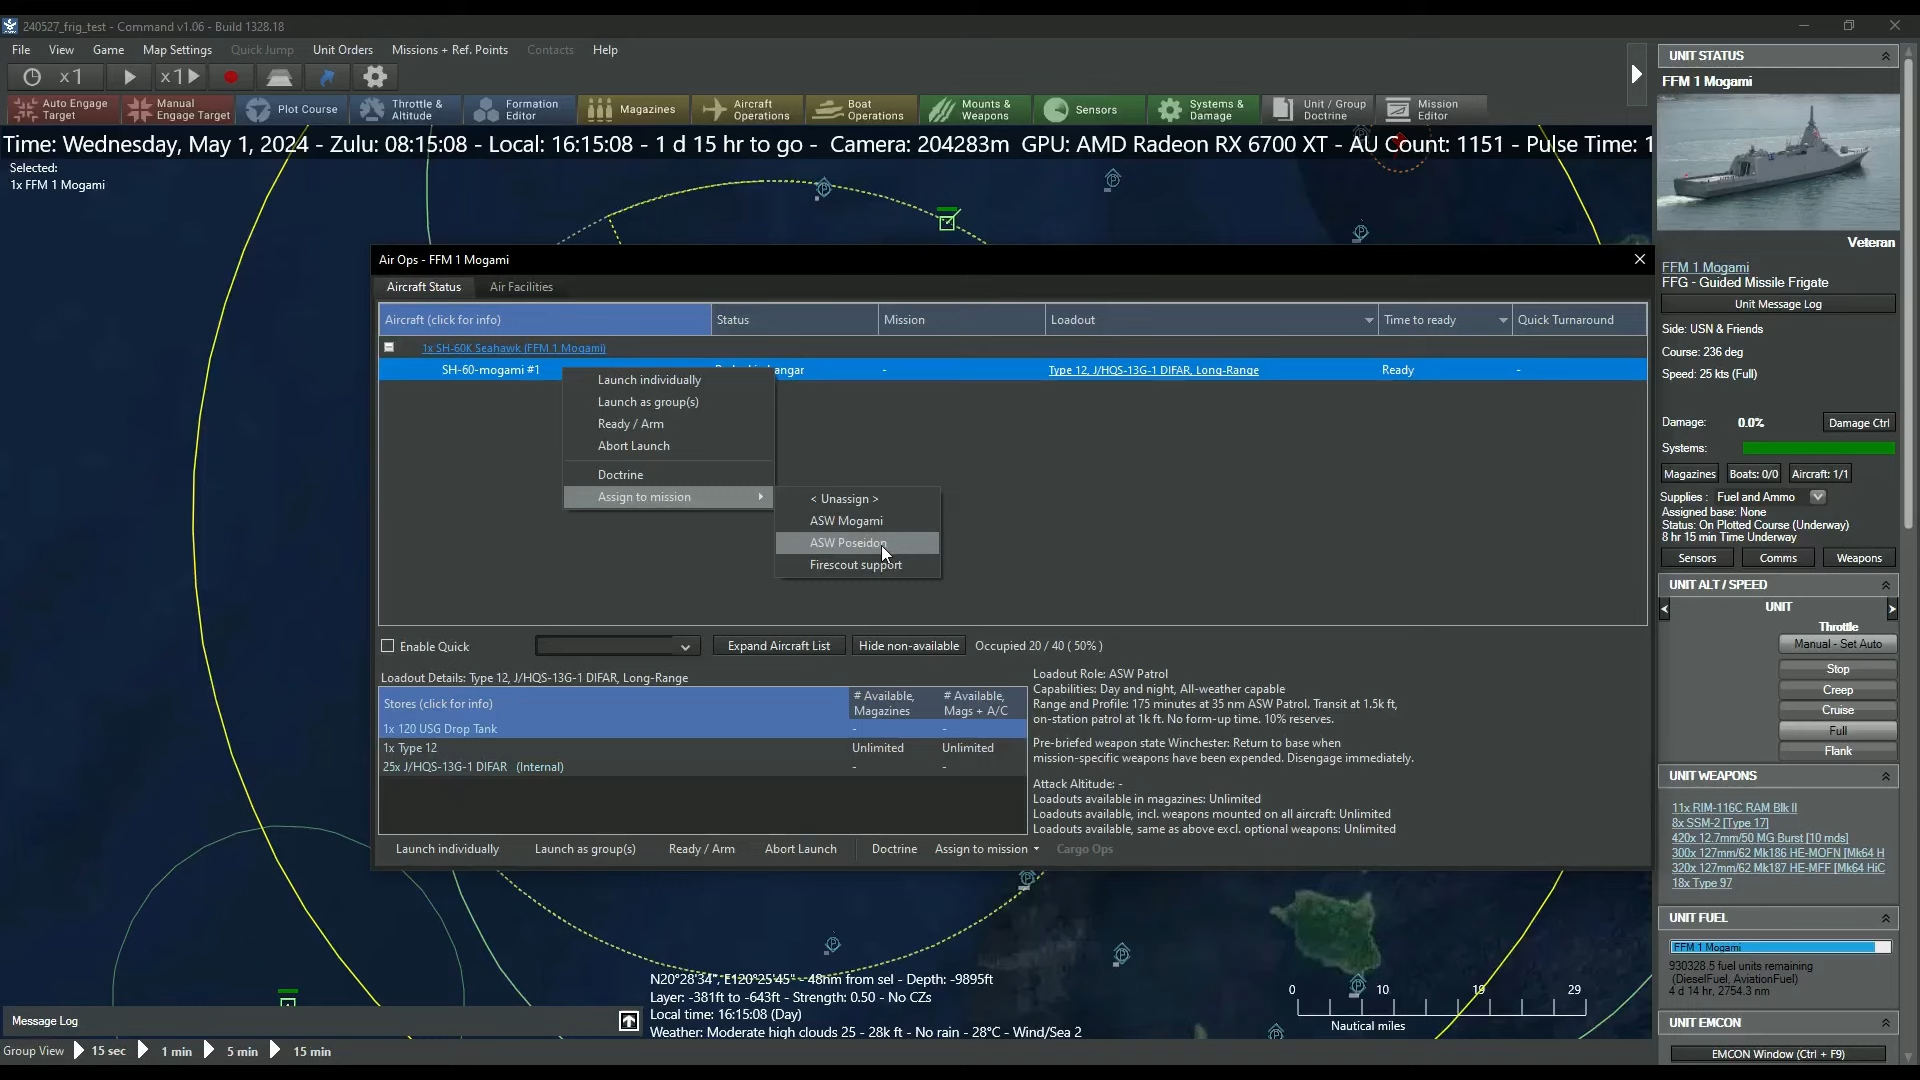 240527_frig_test - Command v1.06 - Build 1328.18
File View Game Map Settings Quick Jump Unit Orders Missions + Ref. Points Contacts Help
x1 x1
Auto Engage Target
Manual Engage Target
Plot Course
Throttle & Altitude
Formation Editor
Magazines
Aircraft Operations
Boat Operations
Mounts & Weapons
Sensors
Systems & Damage
Unit / Group Doctrine
Mission Editor
Time: Wednesday, May 1, 2024 - Zulu: 08:15:08 - Local: 16:15:08 - 1 d 15 hr to go - Camera: 204283m GPU: AMD Radeon RX 6700 XT - AU Count: 1151 - Pulse Time: 1
Selected:
1x FFM 1 Mogami
Air Ops - FFM 1 Mogami
Aircraft Status Air Facilities
Aircraft (click for info) Status Mission Loadout Time to ready Quick Turnaround
1x SH-60K Seahawk (FFM 1 Mogami)
SH-60-mogami #1 - Type 12, J/HQS-13G-1 DIFAR, Long-Range Ready -
Launch individually
Launch as group(s)
Ready / Arm
Abort Launch
Doctrine
Assign to mission
< Unassign >
ASW Mogami
ASW Poseidon
Firescout support
Enable Quick Expand Aircraft List Hide non-available Occupied 20 / 40 ( 50% )
Loadout Details: Type 12, J/HQS-13G-1 DIFAR, Long-Range
Stores (click for info) # Available, Magazines # Available, Mags + A/C
1x 120 USG Drop Tank - -
1x Type 12 Unlimited Unlimited
25x J/HQS-13G-1 DIFAR (Internal) - -
Loadout Role: ASW Patrol
Capabilities: Day and night, All-weather capable
Range and Profile: 175 minutes at 35 nm ASW Patrol. Transit at 1.5k ft,
on-station patrol at 1k ft. No form-up time. 10% reserves.
Pre-briefed weapon state Winchester: Return to base when
mission-specific weapons have been expended. Disengage immediately.
Attack Altitude: -
Loadouts available in magazines: Unlimited
Loadouts available, incl. weapons mounted on all aircraft: Unlimited
Loadouts available, same as above excl. optional weapons: Unlimited
Launch individually Launch as group(s) Ready / Arm Abort Launch Doctrine Assign to mission Cargo Ops
N20°28'34", E120°25'45" - 48nm from sel - Depth: -9895ft
Layer: -381ft to -643ft - Strength: 0.50 - No CZs
Local time: 16:15:08 (Day)
Weather: Moderate high clouds 25 - 28k ft - No rain - 28°C - Wind/Sea 2
0 10 19 29
Nautical miles
Message Log
Group View 15 sec 1 min 5 min 15 min
UNIT STATUS
FFM 1 Mogami
Veteran
FFM 1 Mogami
FFG - Guided Missile Frigate
Unit Message Log
Side: USN & Friends
Course: 236 deg
Speed: 25 kts (Full)
Damage: 0.0% Damage Ctrl
Systems:
Magazines Boats: 0/0 Aircraft: 1/1
Supplies : Fuel and Ammo
Assigned base: None
Status: On Plotted Course (Underway)
8 hr 15 min Time Underway
Sensors Comms Weapons
UNIT ALT / SPEED
UNIT
Throttle
Manual - Set Auto
Stop
Creep
Cruise
Full
Flank
UNIT WEAPONS
11x RIM-116C RAM Blk II
8x SSM-2 [Type 17]
420x 12.7mm/50 MG Burst [10 rnds]
300x 127mm/62 Mk186 HE-MOFN [Mk64 H
320x 127mm/62 Mk187 HE-MFF [Mk64 HiC
18x Type 97
UNIT FUEL
FFM 1 Mogami
930328.5 fuel units remaining
(DieselFuel, AviationFuel)
4 d 14 hr, 2754.3 nm
UNIT EMCON
EMCON Window (Ctrl + F9)